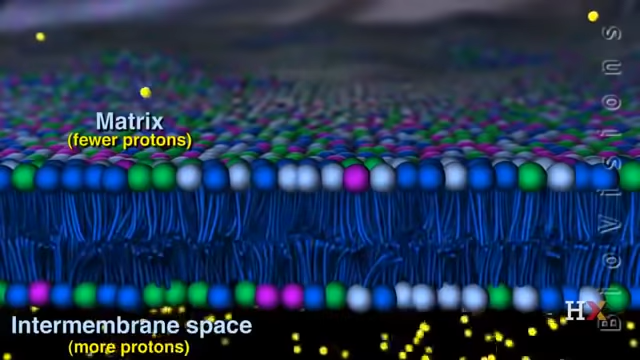 Matrix
(fewer protons)
Intermembrane space
(more protons)
BioVisions
HX